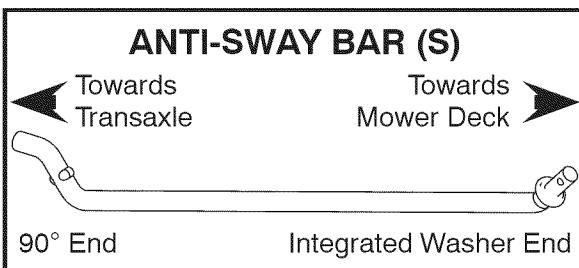 ANTI-SWAY BAR (S)
Towards Transaxle
Towards Mower Deck
90° End
Integrated Washer End